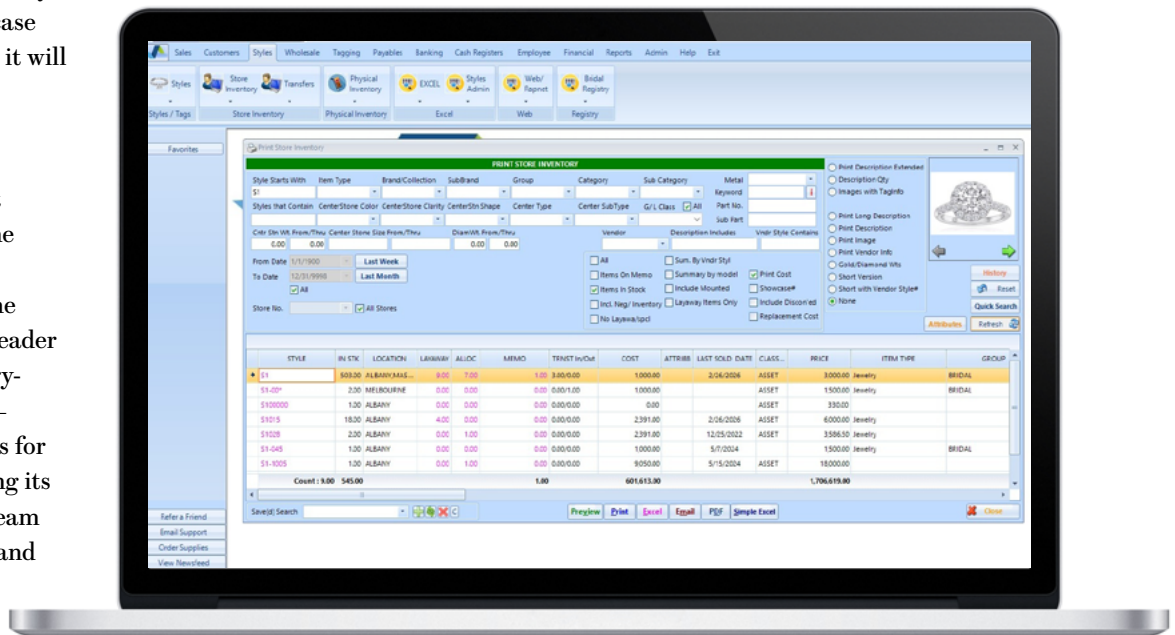 case
it will
he
he
eader
y-
–
s for
ng its
eam
and
Sales Customers Styles Wholesale Tagging Payables Banking Cash Registers Employee Financial Reports Admin Help Exit
Styles Store Inventory Transfers Physical Inventory EXCEL Styles Admin Web/ Rapnet Bridal Registry
Styles / Tags Store Inventory Physical Inventory Excel Web Registry
Favorites
Print Store Inventory
PRINT STORE INVENTORY
Style Starts With Item Type Brand/Collection SubBrand Group Category Sub Category Metal
S1 Keyword
Styles that Contain CenterStone Color CenterStone Clarity CenterStn Shape Center Type Center SubType G/L Class All Part No.
Sub Part
Cntr Stn Wt. From/Thru Center Stone Size From/Thru DiamWt. From/Thru Vendor Description Includes Vndr Style Contains
0.00 0.00 0.00 0.00
From Date 1/1/1900 Last Week
To Date 12/31/9998 Last Month
All
Store No. All Stores
All Sum. By Vndr Styl
Items On Memo Summary by model Print Cost
Items In Stock Include Mounted Showcase#
Incl. Neg/ Inventory Layaway Items Only Include Discon'ed
No Layawa/spcl Replacement Cost
Print Description Extended
Description Qty
Images with TagInfo
Print Long Description
Print Description
Print Image
Print Vendor Info
Gold/Diamond Wts
Short Version
Short with Vendor Style#
None
History
Reset
Quick Search
Attributes Refresh
STYLE IN STK LOCATION LAYAWAY ALLOC MEMO TRNST In/Out COST ATTRIB8 LAST SOLD DATE CLASS... PRICE ITEM TYPE GROUP
S1 503.00 ALBANY,MAS... 9.00 7.00 1.00 3.00/0.00 1,000.00 2/26/2026 ASSET 3,000.00 Jewelry BRIDAL
S1-00* 2.00 MELBOURNE 0.00 0.00 0.00 0.00/1.00 1,000.00 ASSET 1,500.00 Jewelry BRIDAL
S100000 1.00 ALBANY 0.00 0.00 0.00 0.00/0.00 0.00 ASSET 330.00
S1015 18.00 ALBANY 4.00 0.00 0.00 0.00/0.00 2,391.00 2/26/2026 ASSET 6,000.00 Jewelry
S1028 2.00 ALBANY 0.00 1.00 0.00 0.00/0.00 2,391.00 12/25/2022 ASSET 3,586.50 Jewelry
S1-045 1.00 ALBANY 0.00 0.00 0.00 0.00/0.00 1,000.00 5/7/2024 1,500.00 Jewelry BRIDAL
S1-1005 1.00 ALBANY 0.00 1.00 0.00 0.00/0.00 9,050.00 5/15/2024 ASSET 18,000.00
Count : 9.00 545.00 1.00 601,613.00 1,706,619.00
Save(d) Search Preview Print Excel Email PDF Simple Excel Close
Refer a Friend
Email Support
Order Supplies
View Newsfeed